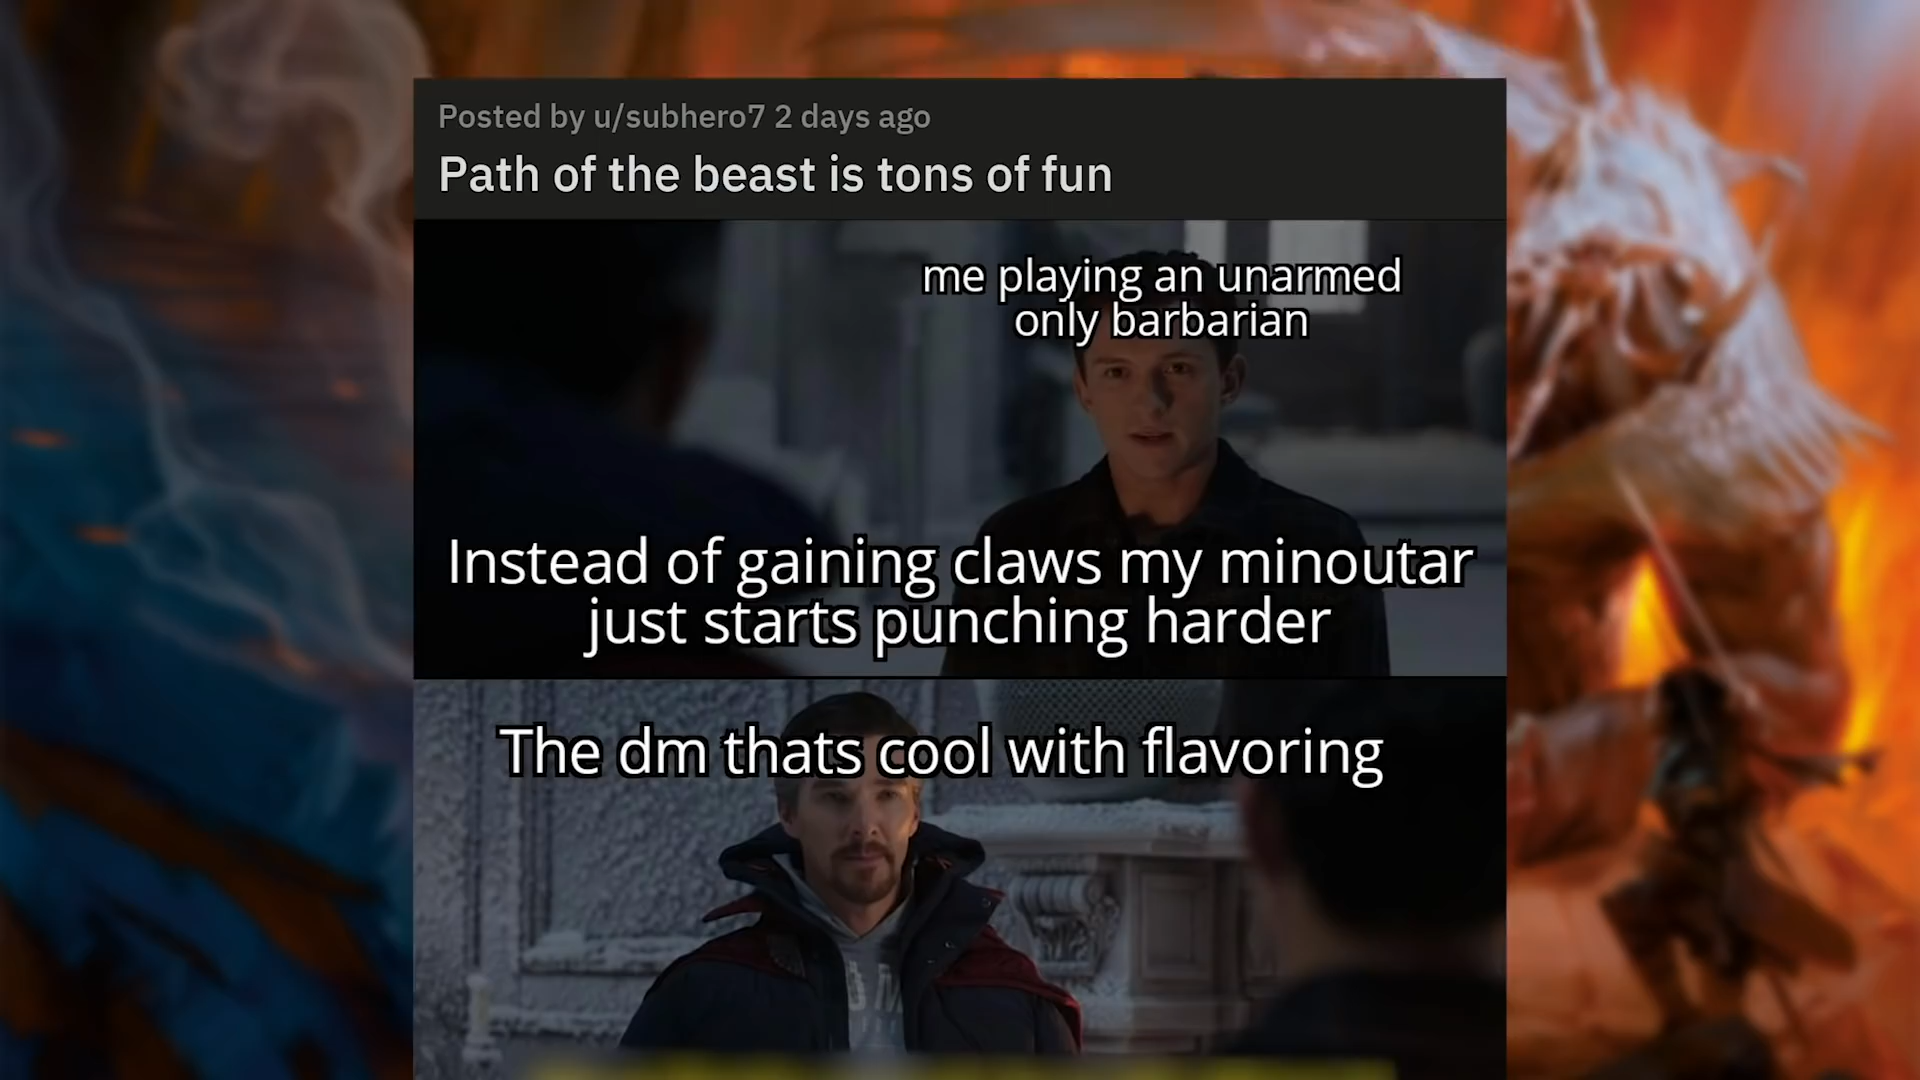 Posted by u/subhero7 2 days ago
Path of the beast is tons of fun
me playing an unarmed
only barbarian
Instead of gaining claws my minoutar
just starts punching harder
The dm thats cool with flavoring